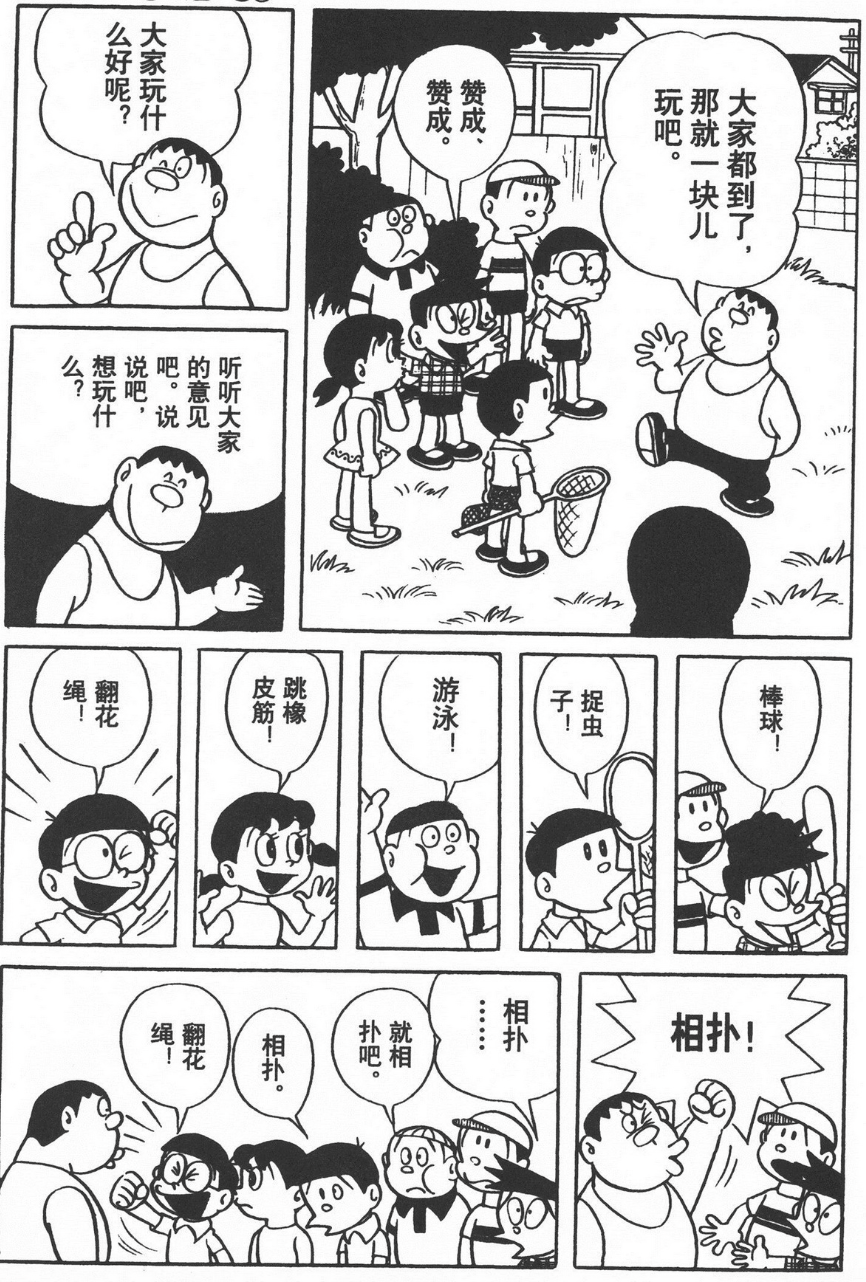 大家都到了，
那就一块儿
玩吧。
赞成、
赞成。
大家玩什
么好呢？
听听大家
的意见
吧。说
说吧，
想玩什
么？
棒球！
捉虫
子！
游泳！
跳橡
皮筋！
翻花
绳！
相扑！
相扑
……
就相
扑吧。
相扑。
翻花
绳！